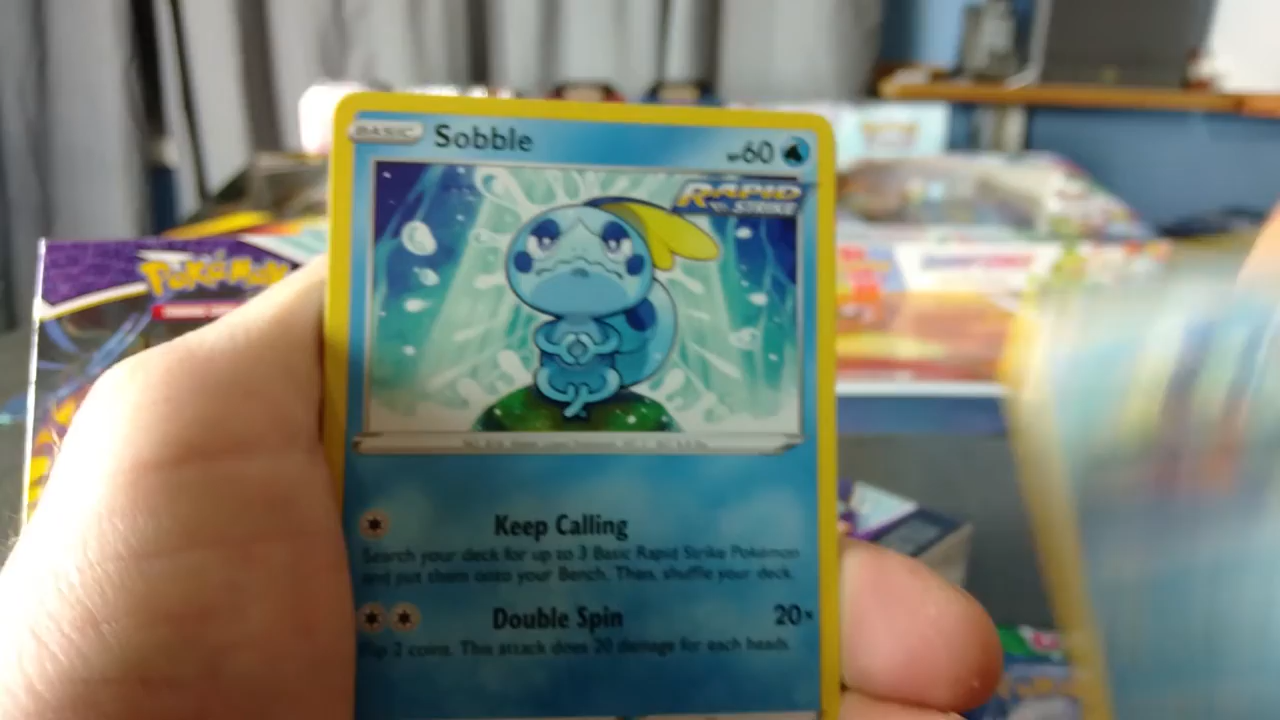 BASIC Sobble HP60
RAPID
STRIKE
Pokémon
Keep Calling
Search your deck for up to 3 Basic Rapid Strike Pokémon
and put them onto your Bench. Then, shuffle your deck.
Double Spin 20×
Flip 2 coins. This attack does 20 damage for each heads.